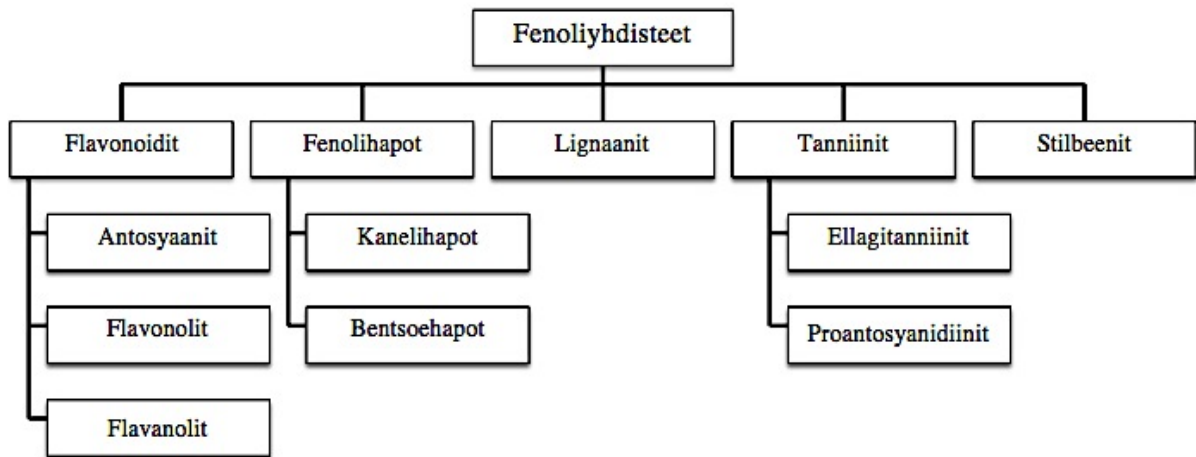 Fenoliyhdisteet
Flavonoidit
Fenolihapot
Lignaanit
Tanniinit
Stilbeenit
Antosyaanit
Kanelihapot
Ellagitanniinit
Flavonolit
Bentsoehapot
Proantosyanidiinit
Flavanolit